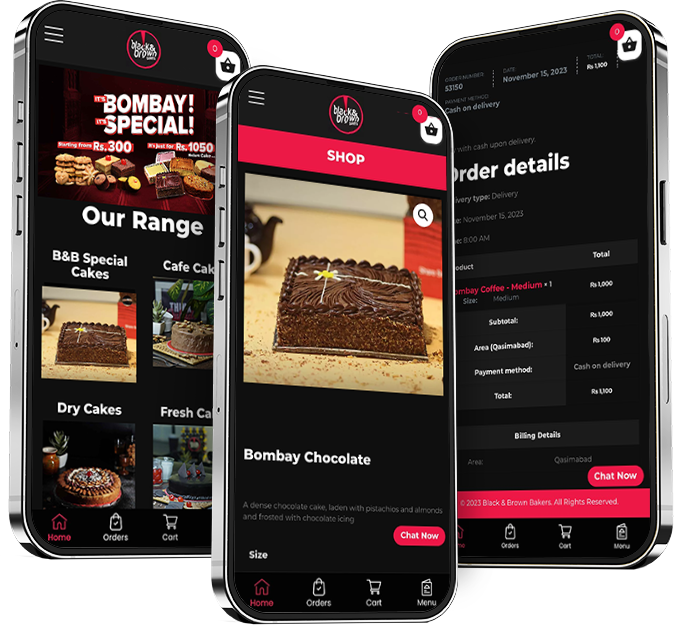 black&
brown
0
IT'S BOMBAY!
IT'S SPECIAL!
Starting from Rs.300
It's just for Rs.1050
Our Range
B&B Special
Cakes
Cafe Cak
Dry Cakes
Fresh Ca
Home
Orders
Cart
black&
brown
0
SHOP
Bombay Chocolate
A dense chocolate cake, laden with pistachios and almonds
and frosted with chocolate icing
Chat Now
Size
Home
Orders
Cart
Menu
0
ORDER NUMBER:
53150
DATE:
November 15, 2023
TOTAL:
Rs 1,100
PAYMENT METHOD:
Cash on delivery
with cash upon delivery.
Order details
livery type: Delivery
e: November 15, 2023
e: 8:00 AM
roduct
Total
ombay Coffee - Medium × 1
Rs 1,000
Size: Medium
Subtotal:
Rs 1,000
Area (Qasimabad):
Rs 100
Payment method:
Cash on delivery
Total:
Rs 1,100
Billing Details
Area:
Qasimabad
Chat Now
© 2023 Black & Brown Bakers. All Rights Reserved.
me
Orders
Cart
Menu